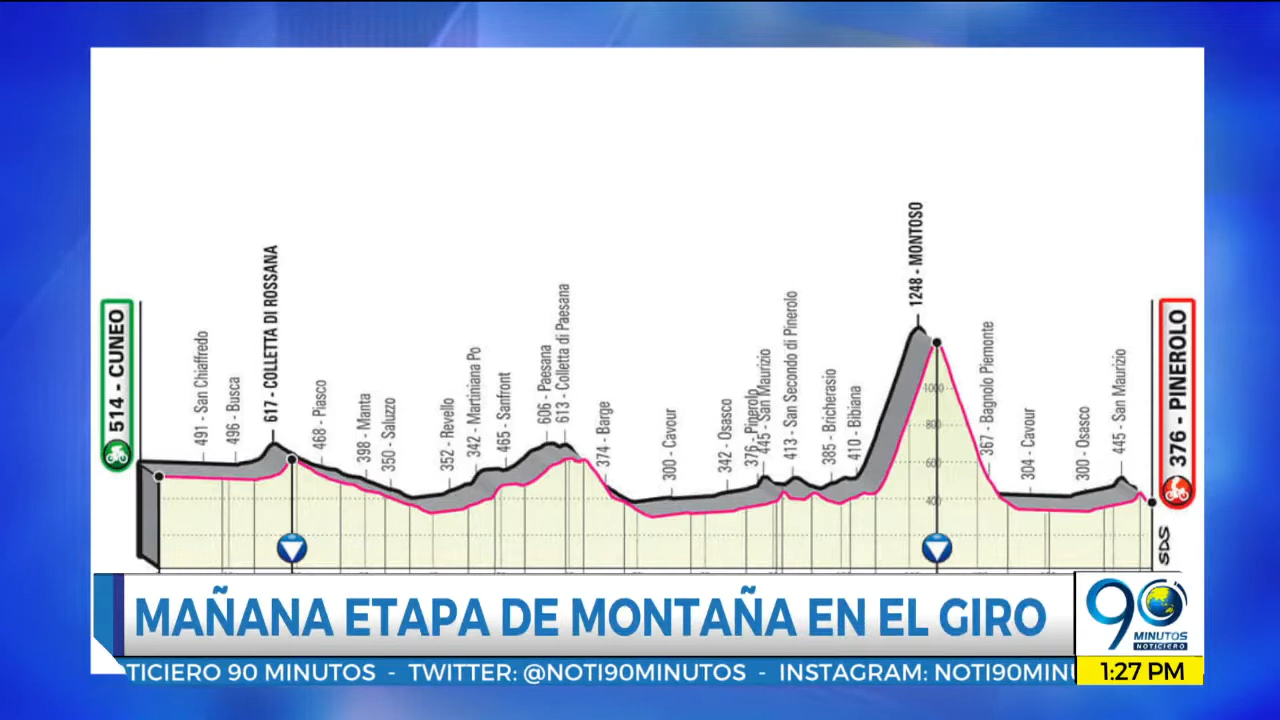 514 - CUNEO
491 - San Chiaffredo
496 - Busca
617 - COLLETTA DI ROSSANA
468 - Piasco
398 - Manta
350 - Saluzzo
352 - Revello
342 - Martiniana Po
465 - Sanfront
606 - Paesana
613 - Colletta di Paesana
374 - Barge
300 - Cavour
342 - Osasco
376 - Pinerolo
445 - San Maurizio
413 - San Secondo di Pinerolo
385 - Bricherasio
410 - Bibiana
1248 - MONTOSO
367 - Bagnolo Piemonte
304 - Cavour
300 - Osasco
445 - San Maurizio
376 - PINEROLO
1000
800
600
400
SDS
MAÑANA ETAPA DE MONTAÑA EN EL GIRO
90
MINUTOS
NOTICIERO
TICIERO 90 MINUTOS - TWITTER: @NOTI90MINUTOS - INSTAGRAM: NOTI90MINU
1:27 PM